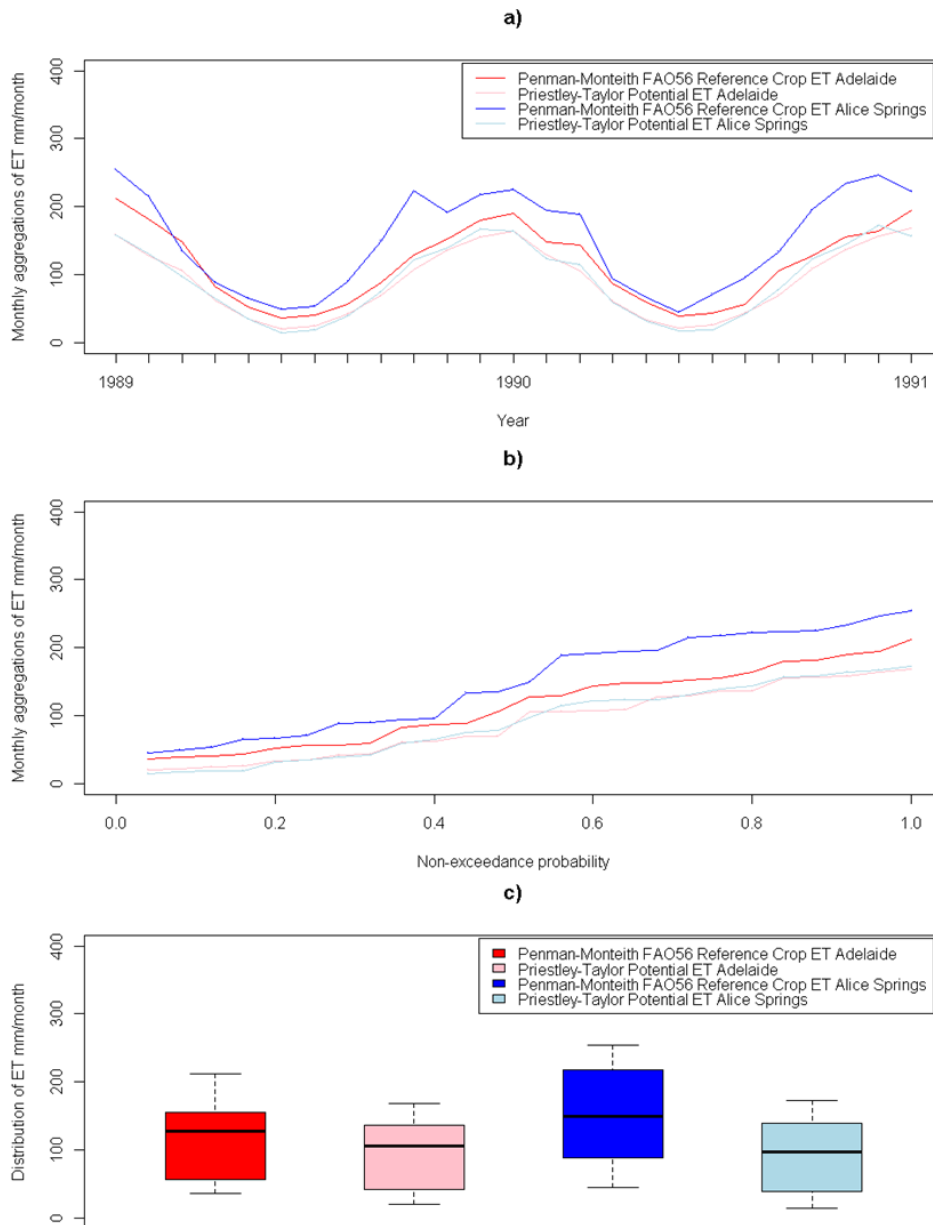 a)
Monthly aggregations of ET mm/month
400
300
200
100
0
Penman-Monteith FAO56 Reference Crop ET Adelaide
Priestley-Taylor Potential ET Adelaide
Penman-Monteith FAO56 Reference Crop ET Alice Springs
Priestley-Taylor Potential ET Alice Springs
1989
1990
1991
Year
b)
Monthly aggregations of ET mm/month
400
300
200
100
0
0.0
0.2
0.4
0.6
0.8
1.0
Non-exceedance probability
c)
Distribution of ET mm/month
400
300
200
100
0
Penman-Monteith FAO56 Reference Crop ET Adelaide
Priestley-Taylor Potential ET Adelaide
Penman-Monteith FAO56 Reference Crop ET Alice Springs
Priestley-Taylor Potential ET Alice Springs